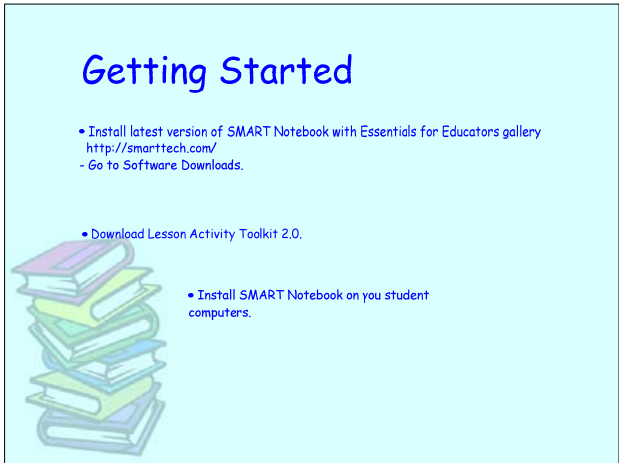 Getting Started
• Install latest version of SMART Notebook with Essentials for Educators gallery
http://smarttech.com/
- Go to Software Downloads.
• Download Lesson Activity Toolkit 2.0.
• Install SMART Notebook on you student
computers.